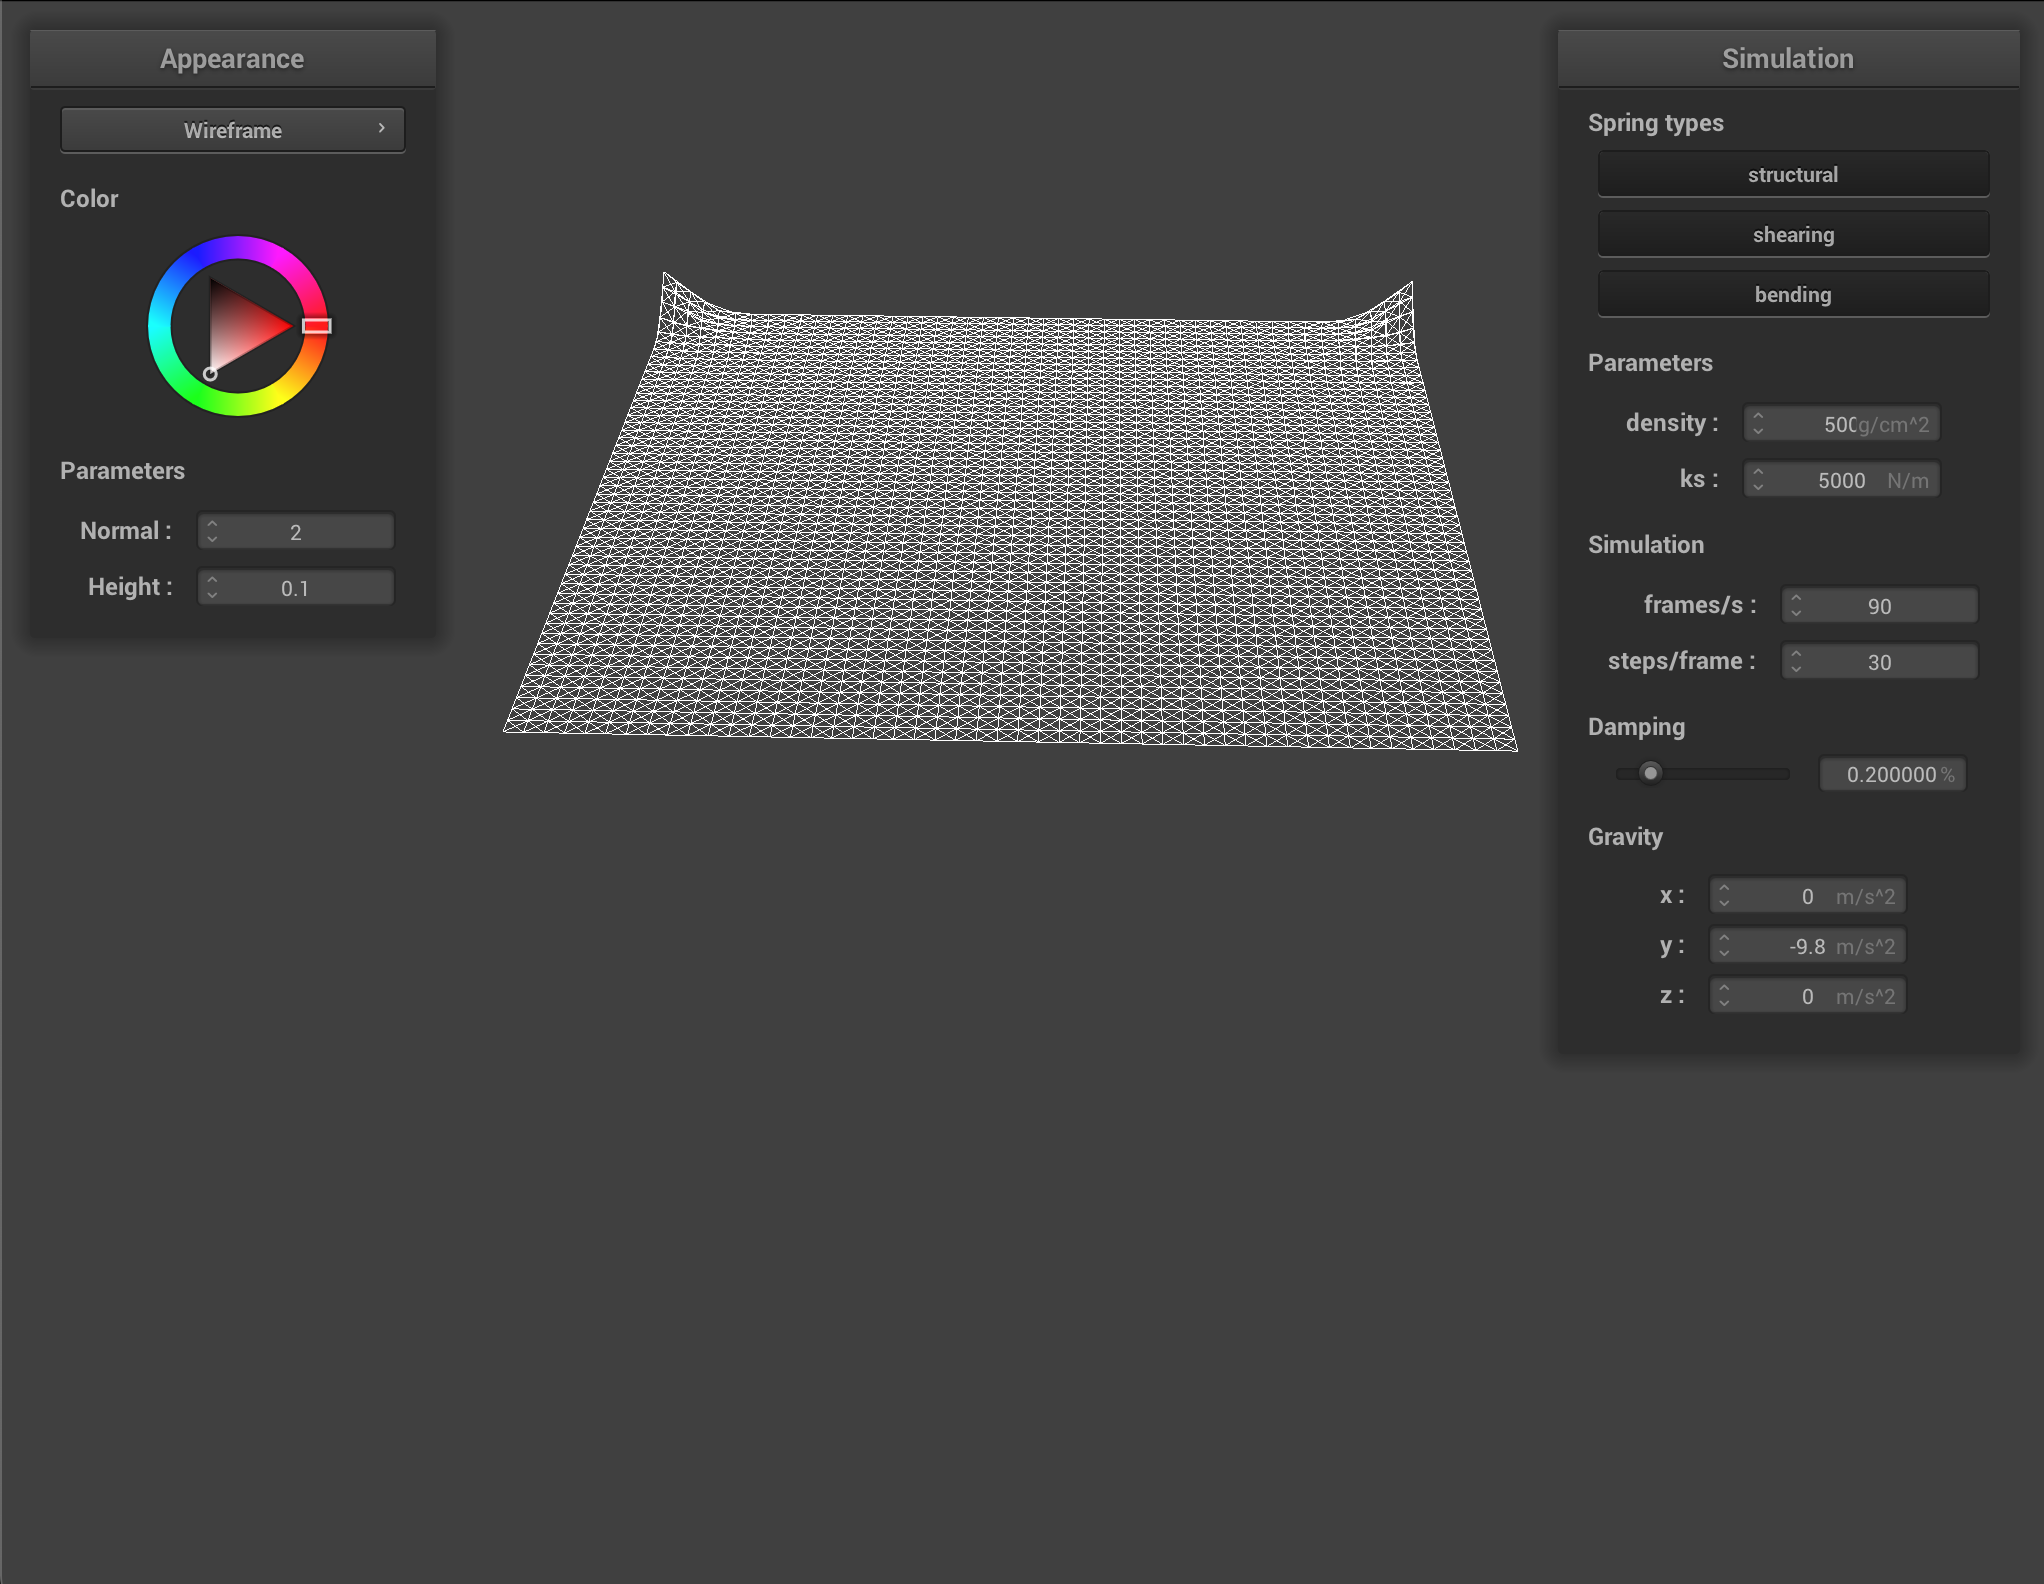 Appearance
Wireframe
Color
Parameters
Normal : 2
Height : 0.1
Simulation
Spring types
structural
shearing
bending
Parameters
density : 500 g/cm^2
ks : 5000 N/m
Simulation
frames/s : 90
steps/frame : 30
Damping
0.200000 %
Gravity
x : 0 m/s^2
y : -9.8 m/s^2
z : 0 m/s^2